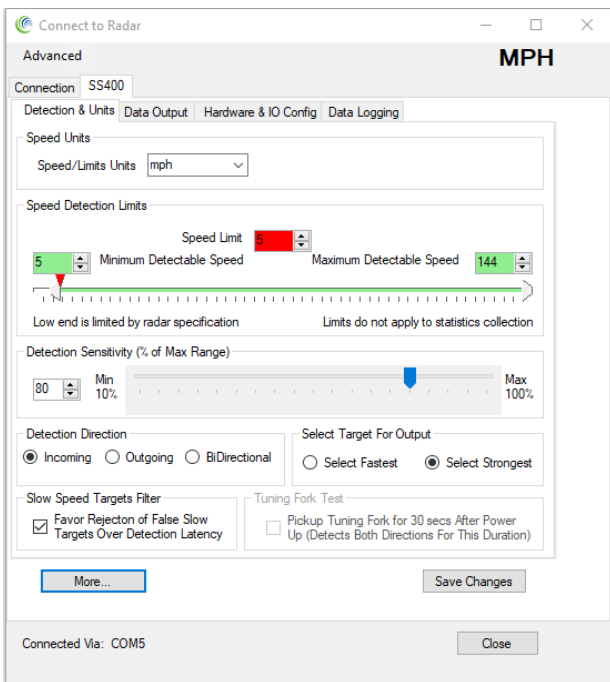 Connect to Radar
Advanced
MPH
Connection SS400
Detection & Units Data Output Hardware & IO Config Data Logging
Speed Units
Speed/Limits Units mph
Speed Detection Limits
Speed Limit 5
5 Minimum Detectable Speed Maximum Detectable Speed 144
Low end is limited by radar specification Limits do not apply to statistics collection
Detection Sensitivity (% of Max Range)
80 Min 10% Max 100%
Detection Direction Select Target For Output
Incoming Outgoing BiDirectional Select Fastest Select Strongest
Slow Speed Targets Filter Tuning Fork Test
Favor Rejecton of False Slow Pickup Tuning Fork for 30 secs After Power
Targets Over Detection Latency Up (Detects Both Directions For This Duration)
More... Save Changes
Connected Via: COM5 Close